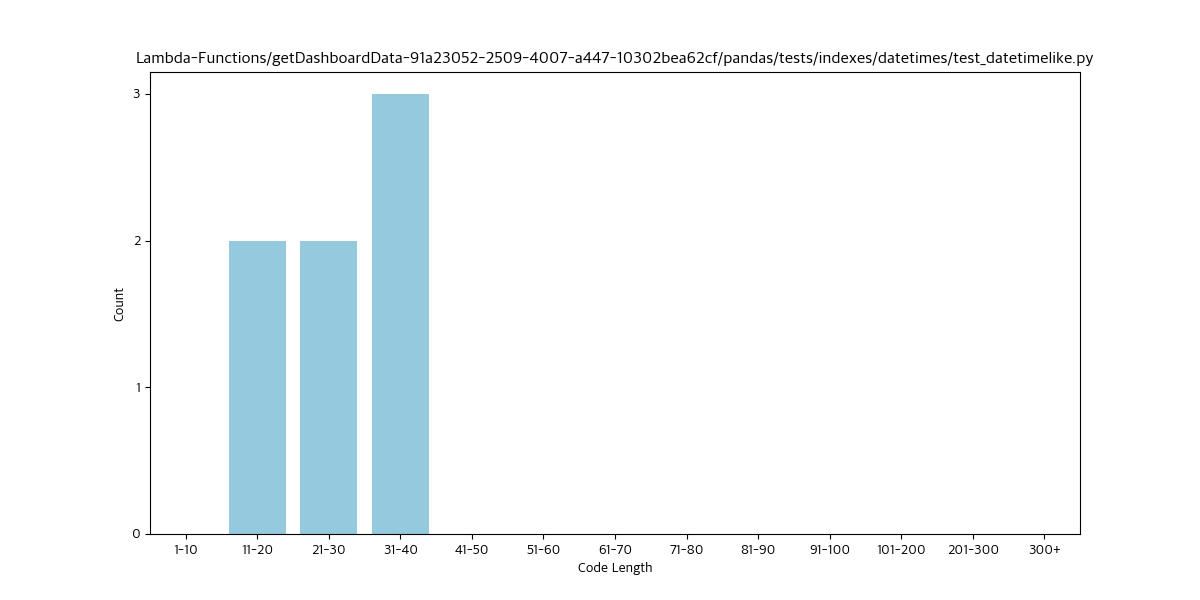 Lambda-Functions/getDashboardData-91a23052-2509-4007-a447-10302bea62cf/pandas/tests/indexes/datetimes/test_datetimelike.py
3
2
1
0
Count
1-10 11-20 21-30 31-40 41-50 51-60 61-70 71-80 81-90 91-100 101-200 201-300 300+
Code Length